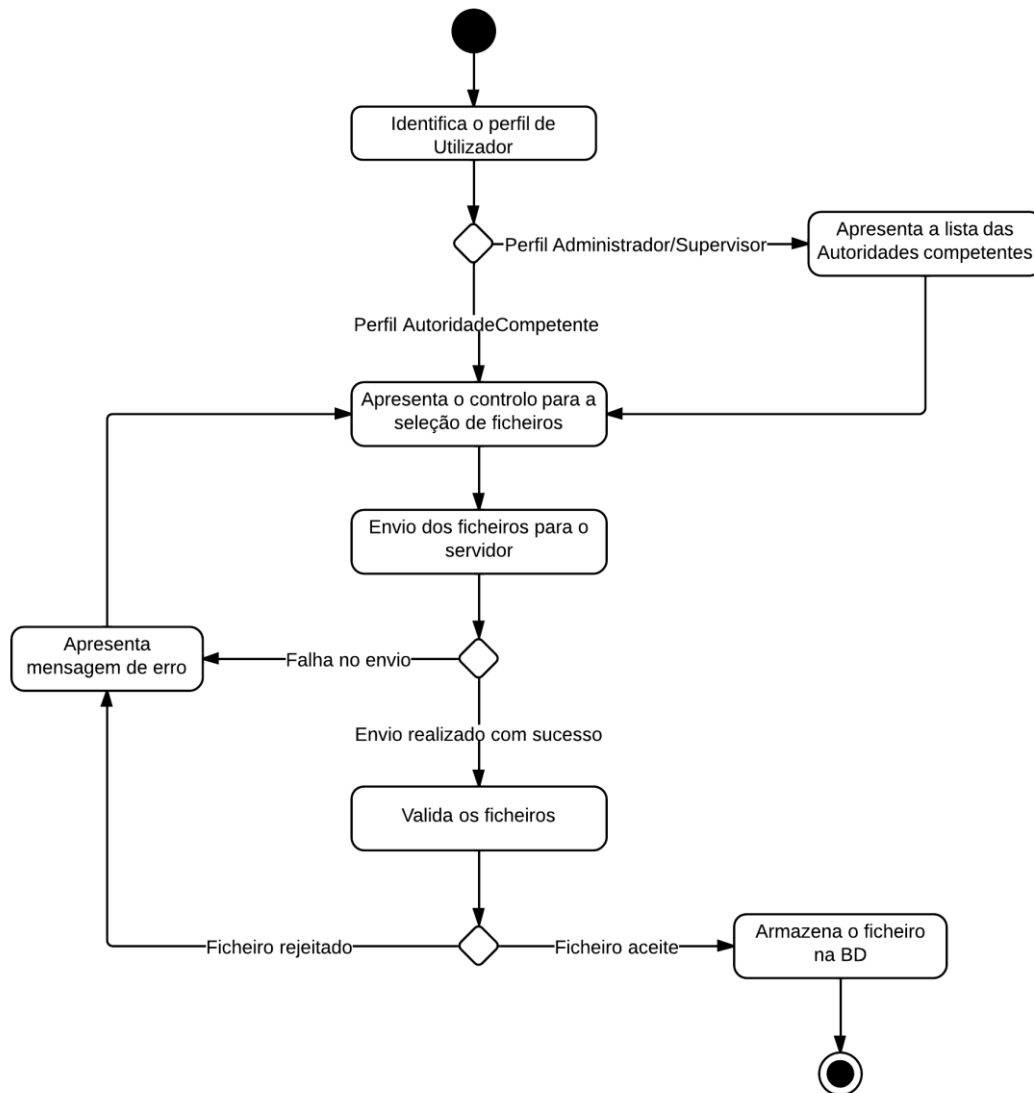 Identifica o perfil de
Utilizador
Perfil Administrador/Supervisor
Apresenta a lista das
Autoridades competentes
Perfil AutoridadeCompetente
Apresenta o controlo para a
seleção de ficheiros
Envio dos ficheiros para o
servidor
Apresenta
mensagem de erro
Falha no envio
Envio realizado com sucesso
Valida os ficheiros
Ficheiro rejeitado
Ficheiro aceite
Armazena o ficheiro
na BD